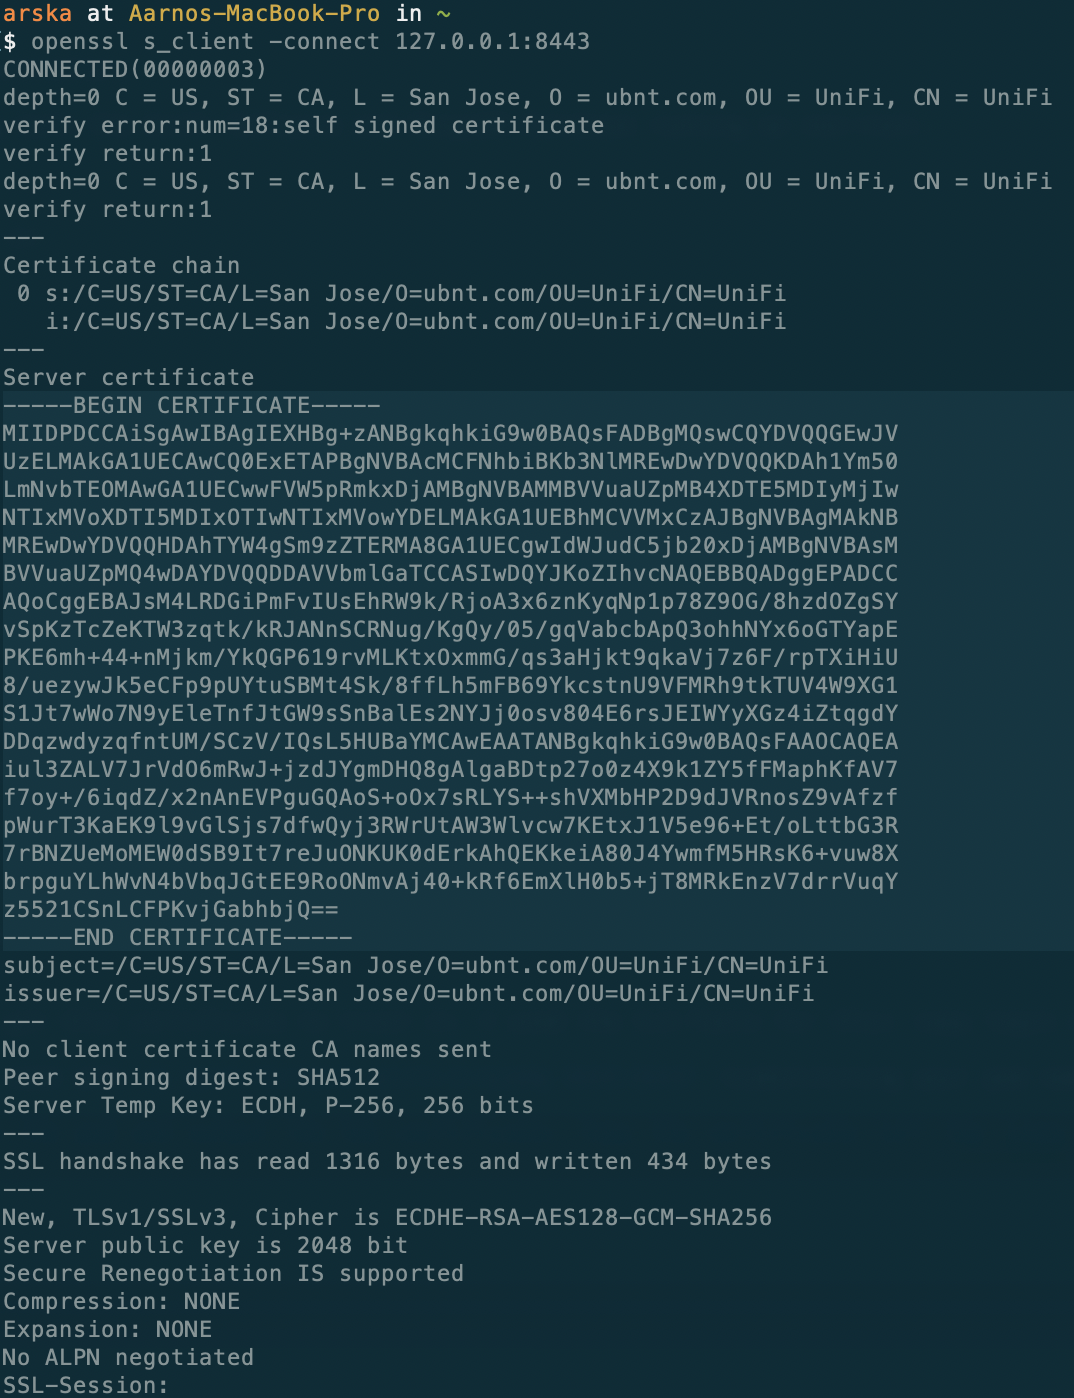 arska at Aarnos-MacBook-Pro in ~
$ openssl s_client -connect 127.0.0.1:8443
CONNECTED(00000003)
depth=0 C = US, ST = CA, L = San Jose, O = ubnt.com, OU = UniFi, CN = UniFi
verify error:num=18:self signed certificate
verify return:1
depth=0 C = US, ST = CA, L = San Jose, O = ubnt.com, OU = UniFi, CN = UniFi
verify return:1
---
Certificate chain
 0 s:/C=US/ST=CA/L=San Jose/O=ubnt.com/OU=UniFi/CN=UniFi
   i:/C=US/ST=CA/L=San Jose/O=ubnt.com/OU=UniFi/CN=UniFi
---
Server certificate
-----BEGIN CERTIFICATE-----
MIIDPDCCAiSgAwIBAgIEXHBg+zANBgkqhkiG9w0BAQsFADBgMQswCQYDVQQGEwJV
UzELMAkGA1UECAwCQ0ExETAPBgNVBAcMCFNhbiBKb3NlMREwDwYDVQQKDAh1Ym50
LmNvbTEOMAwGA1UECwwFVW5pRmkxDjAMBgNVBAMMBVVuaUZpMB4XDTE5MDIyMjIw
NTIxMVoXDTI5MDIxOTIwNTIxMVowYDELMAkGA1UEBhMCVVMxCzAJBgNVBAgMAkNB
MREwDwYDVQQHDAhTYW4gSm9zZTERMA8GA1UECgwIdWJudC5jb20xDjAMBgNVBAsM
BVVuaUZpMQ4wDAYDVQQDDAVVbmlGaTCCASIwDQYJKoZIhvcNAQEBBQADggEPADCC
AQoCggEBAJsM4LRDGiPmFvIUsEhRW9k/RjoA3x6znKyqNp1p78Z9OG/8hzdOZgSY
vSpKzTcZeKTW3zqtk/kRJANnSCRNug/KgQy/05/gqVabcbApQ3ohhNYx6oGTYapE
PKE6mh+44+nMjkm/YkQGP619rvMLKtxOxmmG/qs3aHjkt9qkaVj7z6F/rpTXiHiU
8/uezywJk5eCFp9pUYtuSBMt4Sk/8ffLh5mFB69YkcstnU9VFMRh9tkTUV4W9XG1
S1Jt7wWo7N9yEleTnfJtGW9sSnBalEs2NYJj0osv804E6rsJEIWYyXGz4iZtqgdY
DDqzwdyzqfntUM/SCzV/IQsL5HUBaYMCAwEAATANBgkqhkiG9w0BAQsFAAOCAQEA
iul3ZALV7JrVdO6mRwJ+jzdJYgmDHQ8gAlgaBDtp27o0z4X9k1ZY5fFMaphKfAV7
f7oy+/6iqdZ/x2nAnEVPguGQAoS+oOx7sRLYS++shVXMbHP2D9dJVRnosZ9vAfzf
pWurT3KaEK9l9vGlSjs7dfwQyj3RWrUtAW3Wlvcw7KEtxJ1V5e96+Et/oLttbG3R
7rBNZUeMoMEW0dSB9It7reJuONKUK0dErkAhQEKkeiA80J4YwmfM5HRsK6+vuw8X
brpguYLhWvN4bVbqJGtEE9RoONmvAj40+kRf6EmXlH0b5+jT8MRkEnzV7drrVuqY
z5521CSnLCFPKvjGabhbjQ==
-----END CERTIFICATE-----
subject=/C=US/ST=CA/L=San Jose/O=ubnt.com/OU=UniFi/CN=UniFi
issuer=/C=US/ST=CA/L=San Jose/O=ubnt.com/OU=UniFi/CN=UniFi
---
No client certificate CA names sent
Peer signing digest: SHA512
Server Temp Key: ECDH, P-256, 256 bits
---
SSL handshake has read 1316 bytes and written 434 bytes
---
New, TLSv1/SSLv3, Cipher is ECDHE-RSA-AES128-GCM-SHA256
Server public key is 2048 bit
Secure Renegotiation IS supported
Compression: NONE
Expansion: NONE
No ALPN negotiated
SSL-Session: